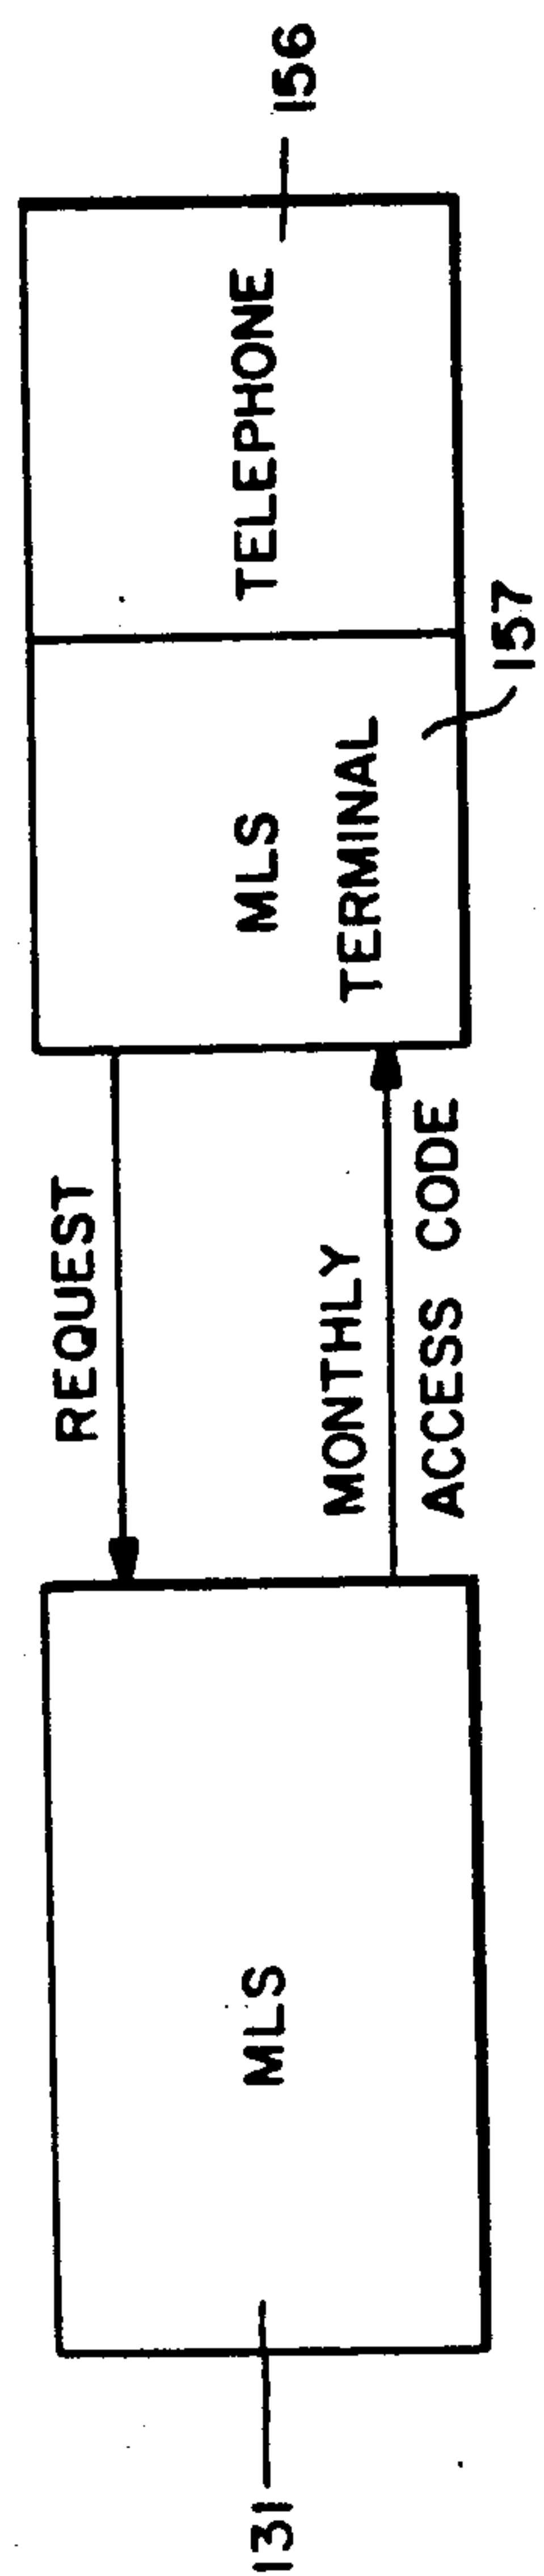 131
MLS
REQUEST
MONTHLY
ACCESS CODE
MLS
TERMINAL
157
TELEPHONE
156